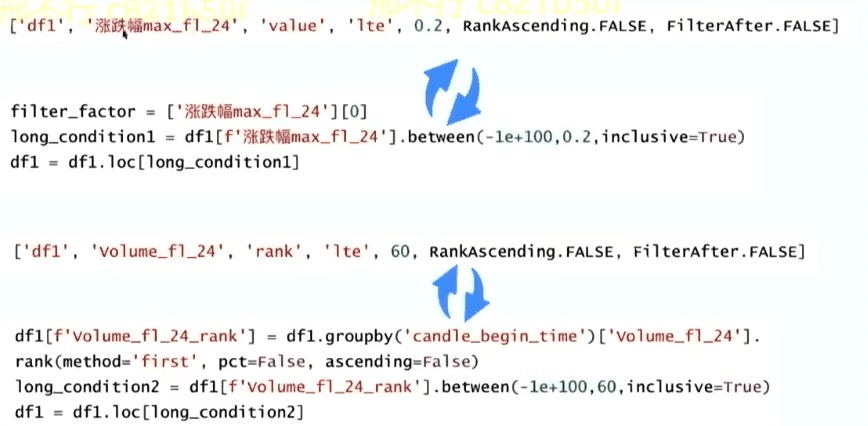 ['df1', '涨跌幅max_fl_24', 'value', 'lte', 0.2, RankAscending.FALSE, FilterAfter.FALSE]
filter_factor = ['涨跌幅max_fl_24'][0]
long_condition1 = df1[f'涨跌幅max_fl_24'].between(-1e+100,0.2,inclusive=True)
df1 = df1.loc[long_condition1]
['df1', 'Volume_fl_24', 'rank', 'lte', 60, RankAscending.FALSE, FilterAfter.FALSE]
df1[f'Volume_fl_24_rank'] = df1.groupby('candle_begin_time')['Volume_fl_24'].
rank(method='first', pct=False, ascending=False)
long_condition2 = df1[f'Volume_fl_24_rank'].between(-1e+100,60,inclusive=True)
df1 = df1.loc[long_condition2]